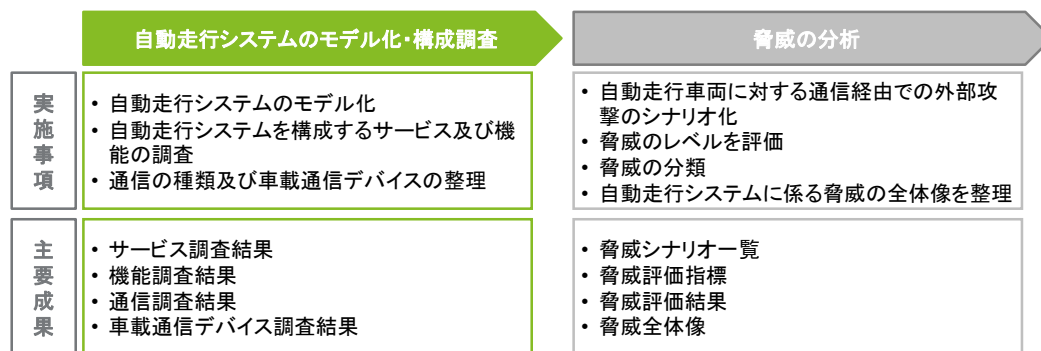 自動走行システムのモデル化・構成調査
脅威の分析
実施事項
• 自動走行システムのモデル化
• 自動走行システムを構成するサービス及び機
能の調査
• 通信の種類及び車載通信デバイスの整理
• 自動走行車両に対する通信経由での外部攻
撃のシナリオ化
• 脅威のレベルを評価
• 脅威の分類
• 自動走行システムに係る脅威の全体像を整理
主要成果
• サービス調査結果
• 機能調査結果
• 通信調査結果
• 車載通信デバイス調査結果
• 脅威シナリオ一覧
• 脅威評価指標
• 脅威評価結果
• 脅威全体像